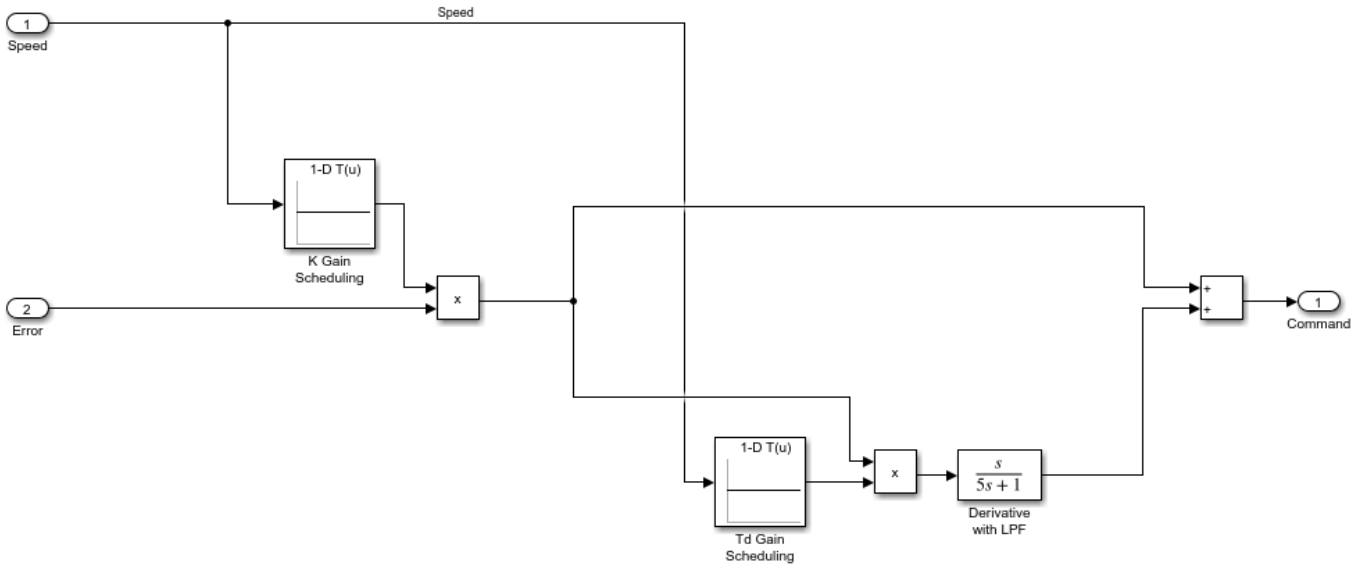 Speed
1
Speed
1-D T(u)
K Gain
Scheduling
x
2
Error
+
+
1
Command
1-D T(u)
Td Gain
Scheduling
x
s
5s + 1
Derivative
with LPF